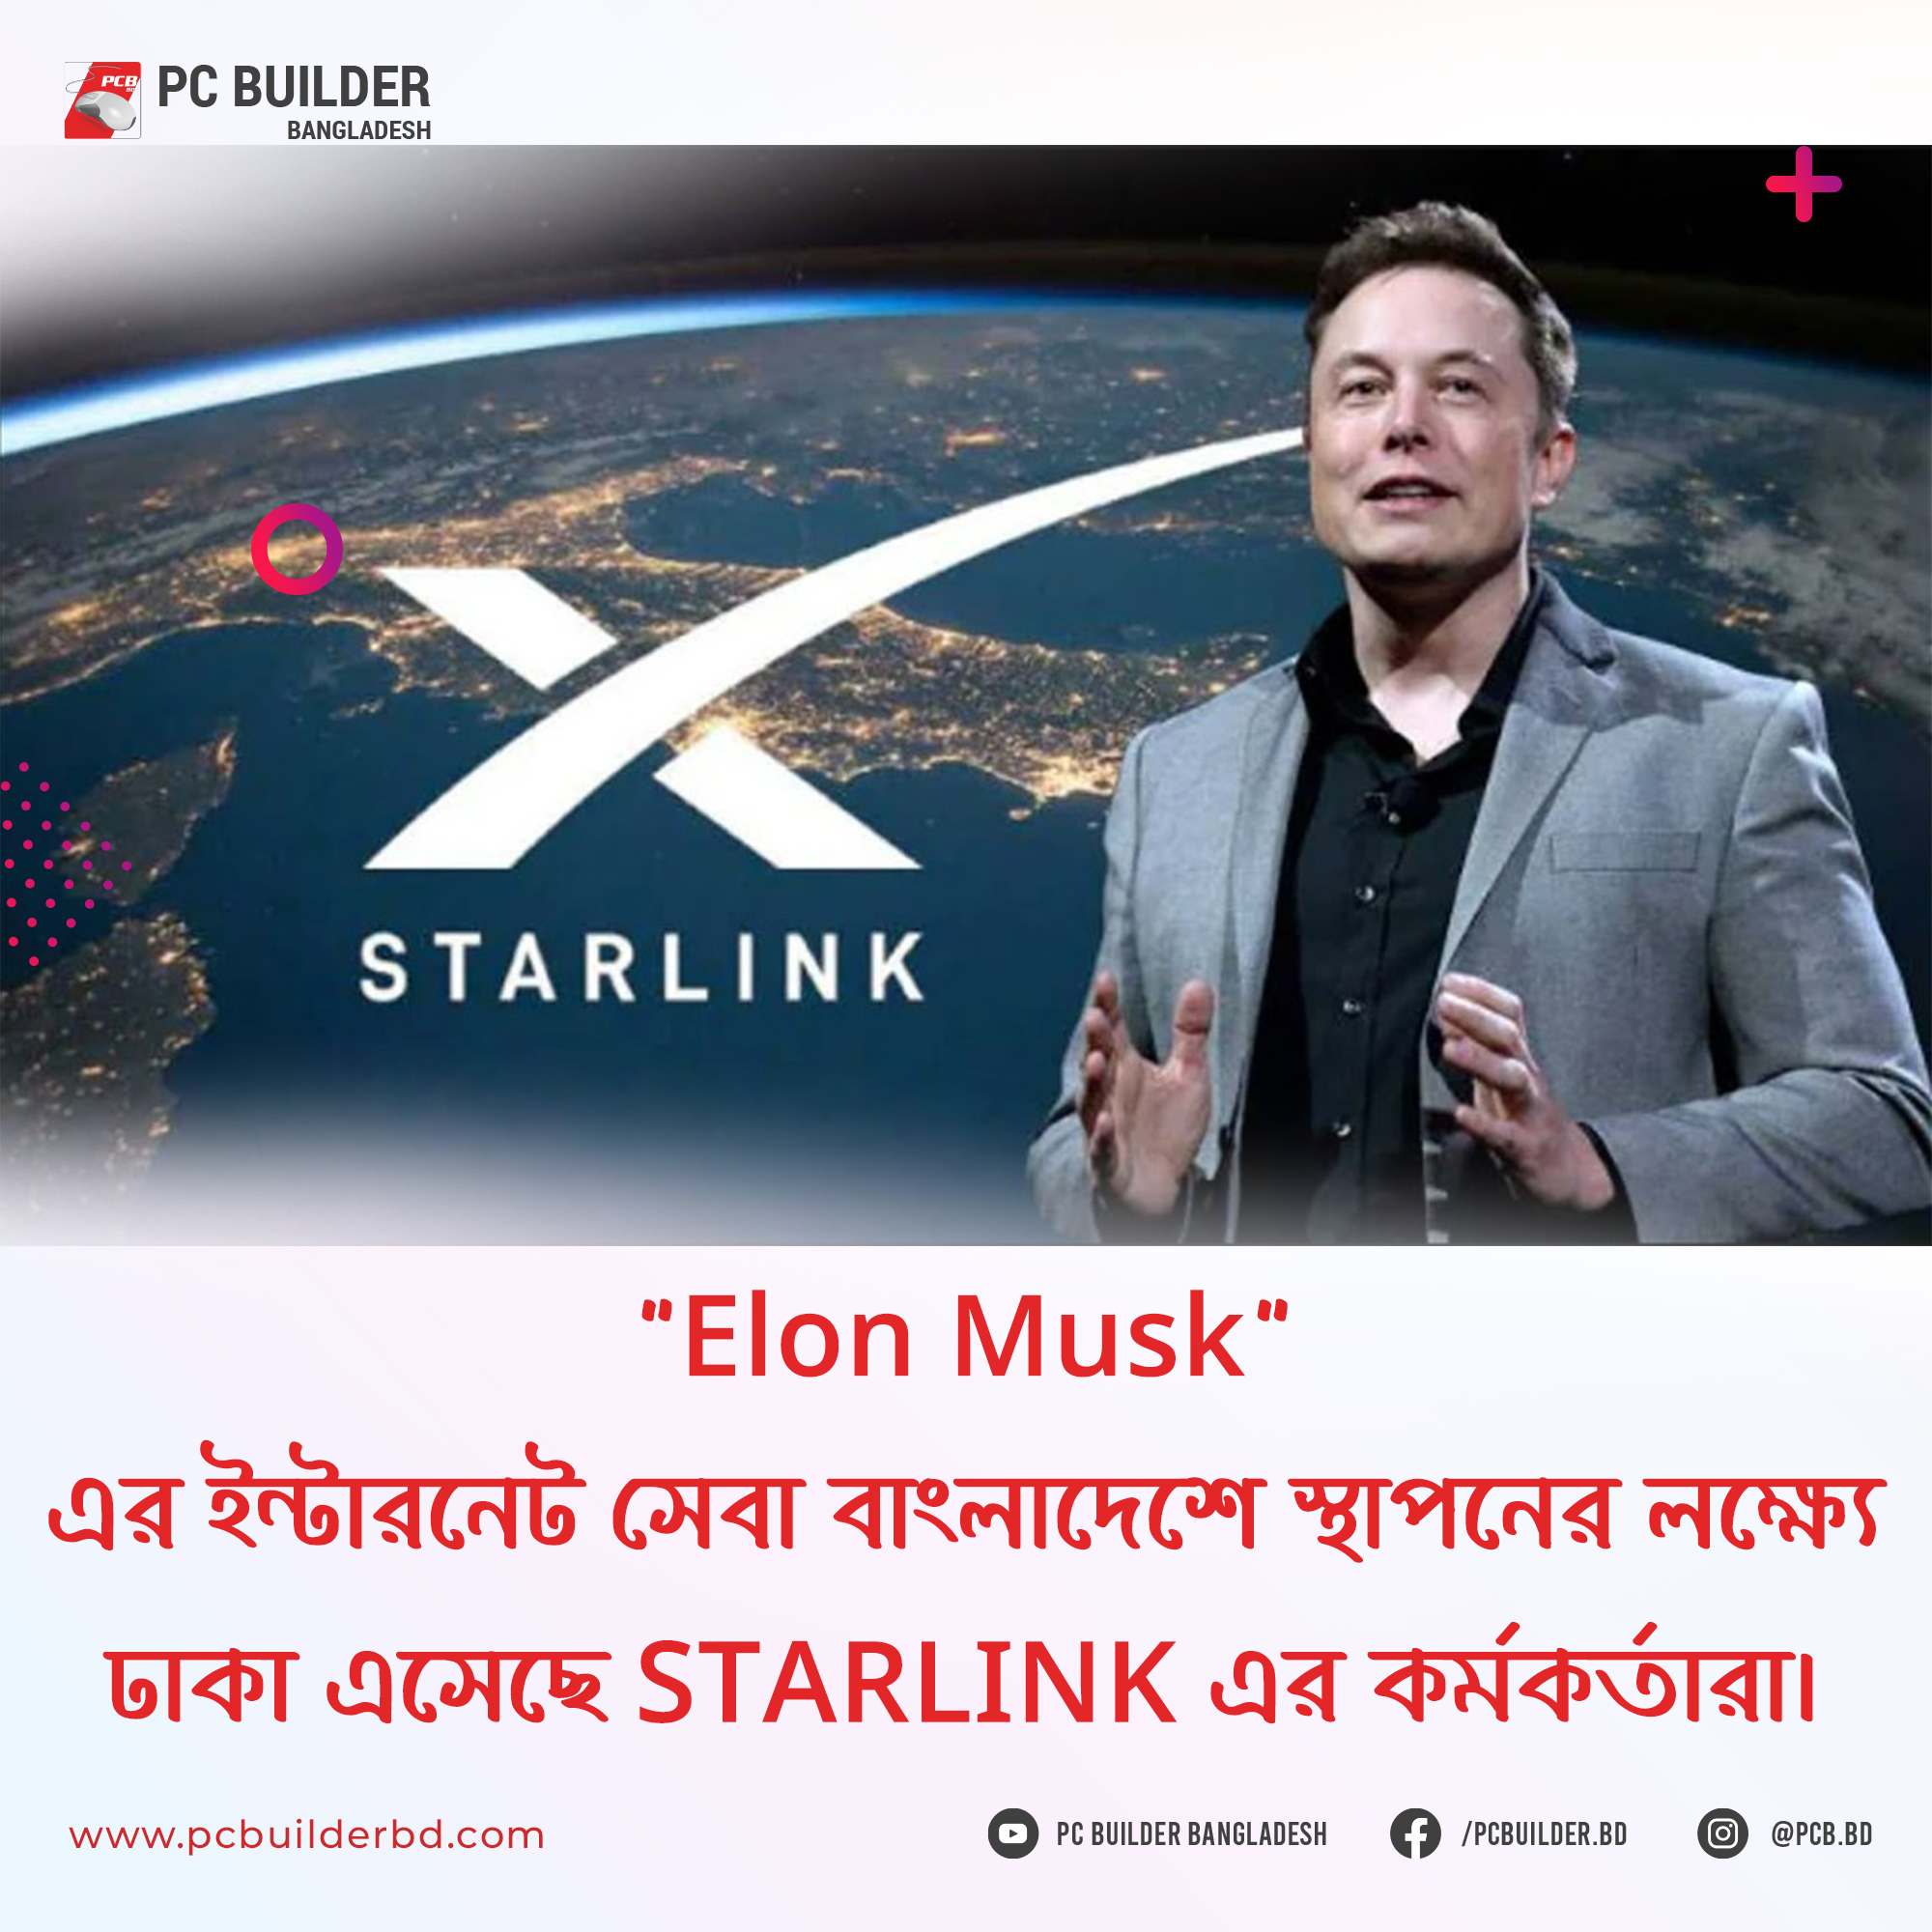 PCB
PC BUILDER
BANGLADESH
STARLINK
"Elon Musk"
এর ইন্টারনেট সেবা বাংলাদেশে স্থাপনের লক্ষ্যে
ঢাকা এসেছে STARLINK এর কর্মকর্তারা।
www.pcbuilderbd.com
PC BUILDER BANGLADESH
/PCBUILDER.BD
@PCB.BD